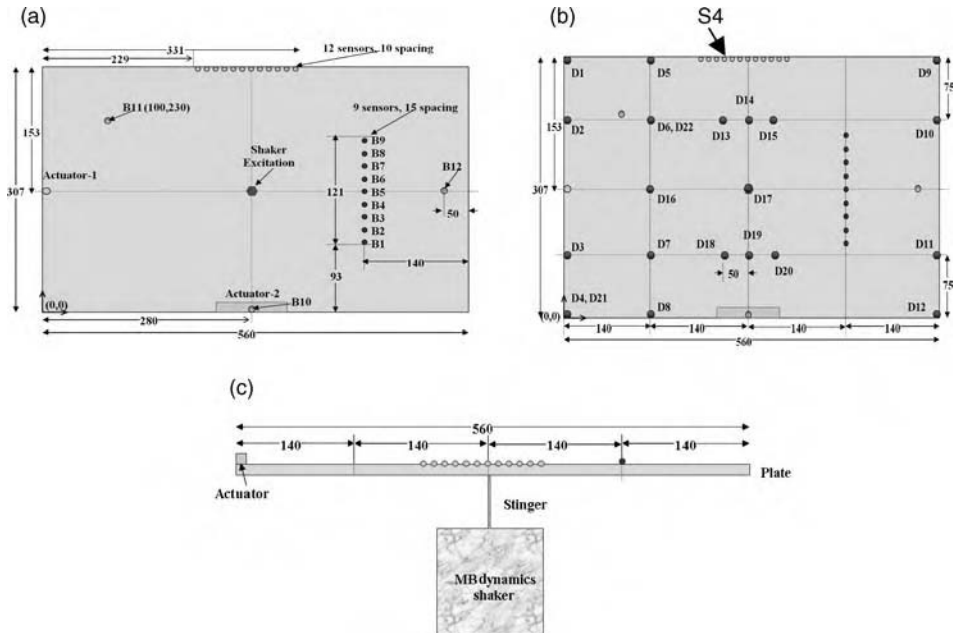 (a)
331
12 sensors, 10 spacing
229
B11 (100,230)
9 sensors, 15 spacing
153
B9
B8
B7
B6
B5
B4
B3
B2
B1
Shaker
Excitation
B12
Actuator-1
121
307
50
93
140
Actuator-2
B10
(0,0)
280
560
(b)
S4
D1
D5
D9
75
D14
153
D2
D6, D22
D13
D15
D10
307
D16
D17
D3
D7
D18
D19
D20
D11
50
75
D4, D21
(0,0)
D8
D12
140
140
140
140
560
(c)
560
140
140
140
140
Plate
Actuator
Stinger
MBdynamics
shaker